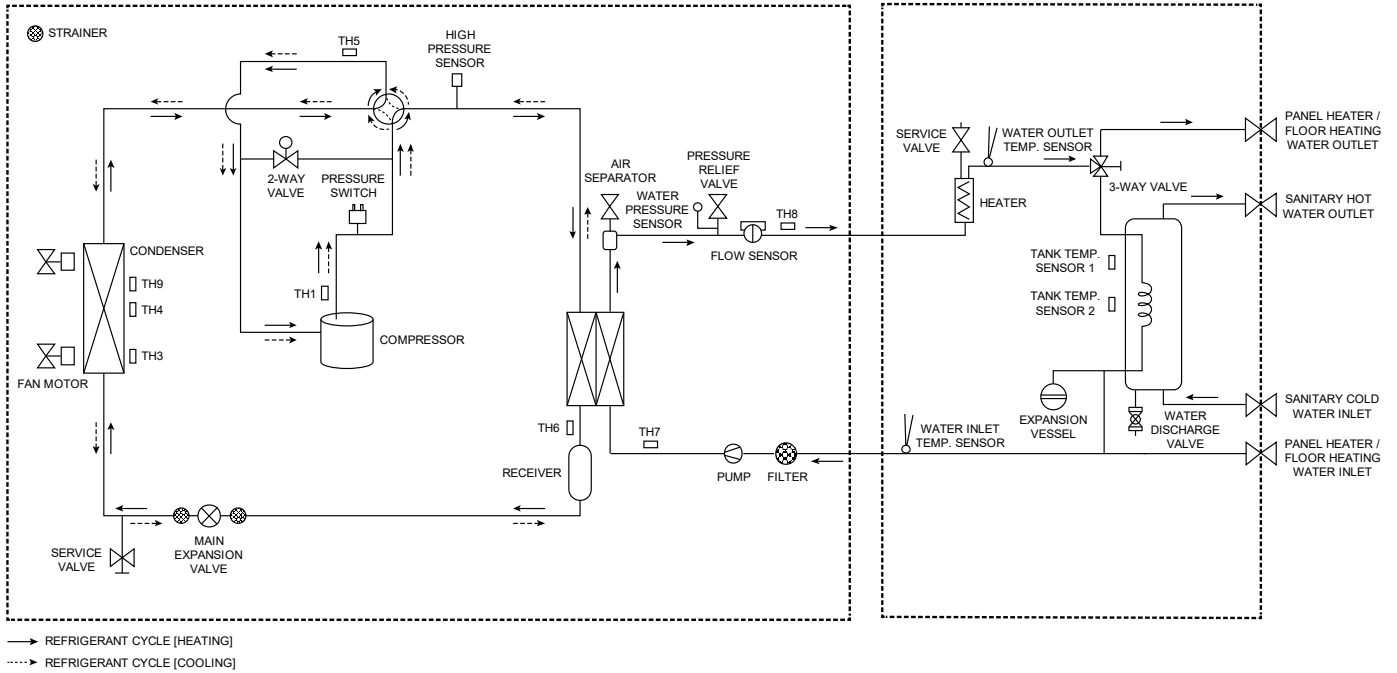 STRAINER
TH5
HIGH
PRESSURE
SENSOR
2-WAY
VALVE
PRESSURE
SWITCH
AIR
SEPARATOR
WATER
PRESSURE
SENSOR
PRESSURE
RELIEF
VALVE
TH8
FLOW SENSOR
SERVICE
VALVE
WATER OUTLET
TEMP. SENSOR
HEATER
3-WAY VALVE
PANEL HEATER /
FLOOR HEATING
WATER OUTLET
SANITARY HOT
WATER OUTLET
CONDENSER
TH9
TH4
TH3
FAN MOTOR
TH1
COMPRESSOR
TANK TEMP.
SENSOR 1
TANK TEMP.
SENSOR 2
TH6
RECEIVER
TH7
PUMP
FILTER
WATER INLET
TEMP. SENSOR
EXPANSION
VESSEL
WATER
DISCHARGE
VALVE
SANITARY COLD
WATER INLET
PANEL HEATER /
FLOOR HEATING
WATER INLET
SERVICE
VALVE
MAIN
EXPANSION
VALVE
REFRIGERANT CYCLE [HEATING]
REFRIGERANT CYCLE [COOLING]